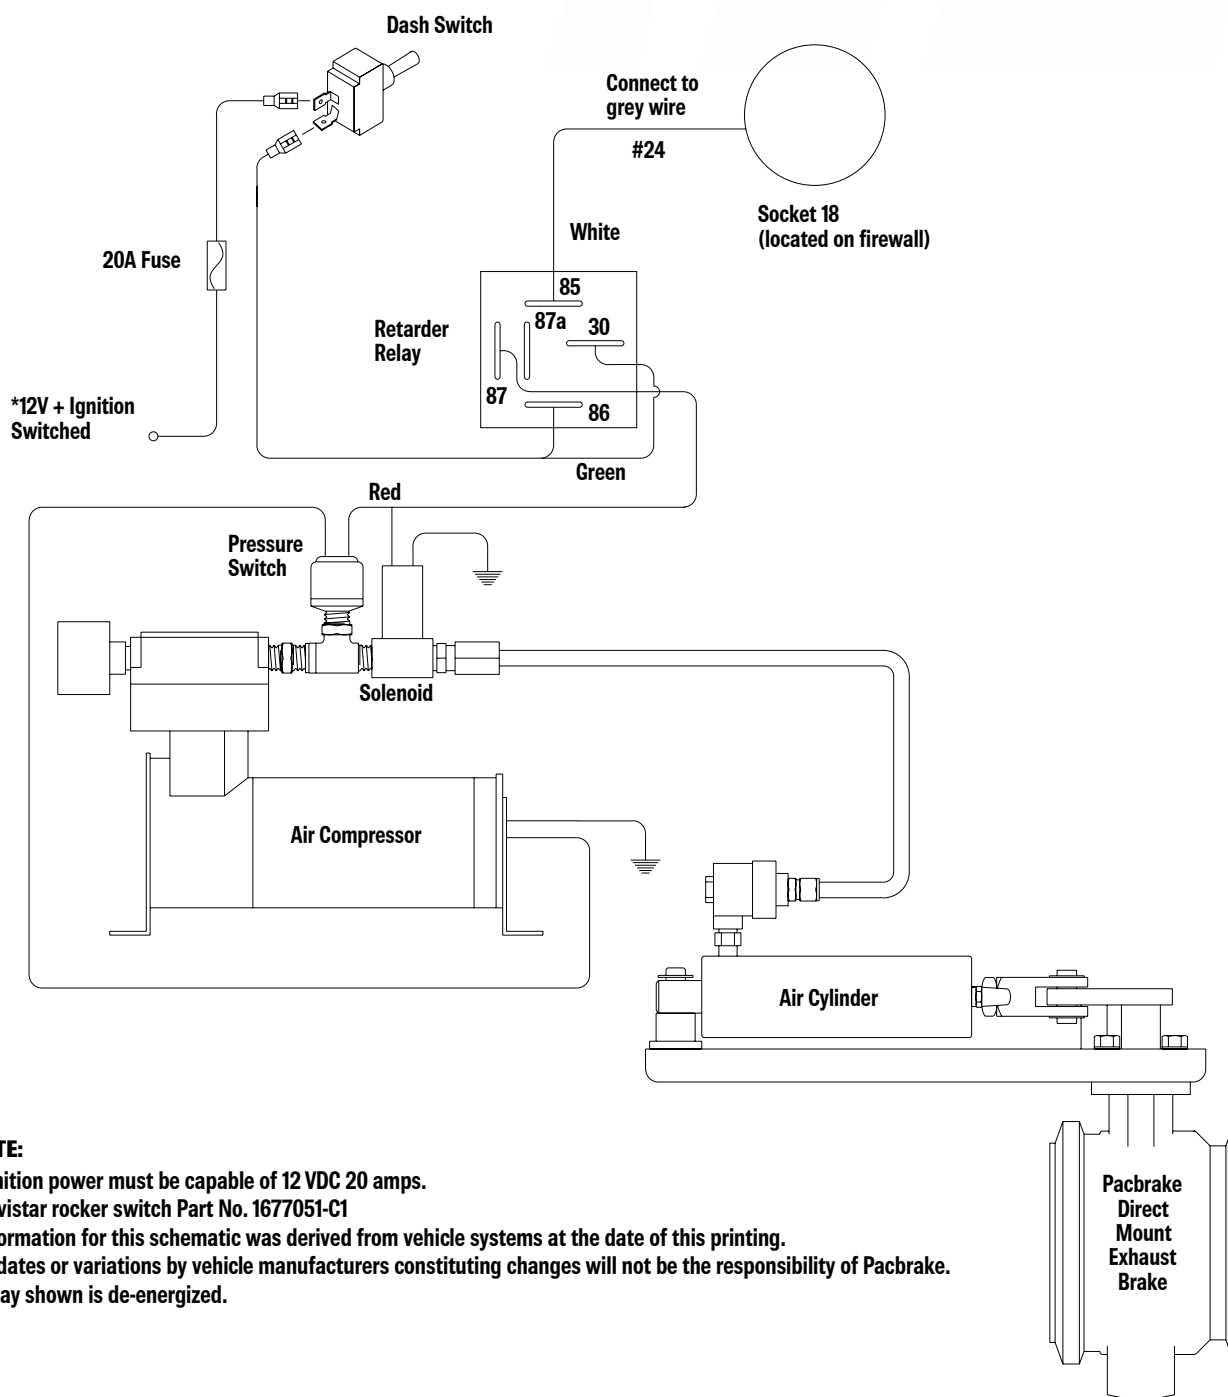 Dash Switch
Connect to
grey wire
#24
Socket 18
(located on firewall)
White
20A Fuse
85
87a
30
Retarder
Relay
87
86
*12V + Ignition
Switched
Green
Red
Pressure
Switch
Solenoid
Air Compressor
Air Cylinder
TE:
nition power must be capable of 12 VDC 20 amps.
vistar rocker switch Part No. 1677051-C1
ormation for this schematic was derived from vehicle systems at the date of this printing.
dates or variations by vehicle manufacturers constituting changes will not be the responsibility of Pacbrake.
ay shown is de-energized.
Pacbrake
Direct
Mount
Exhaust
Brake